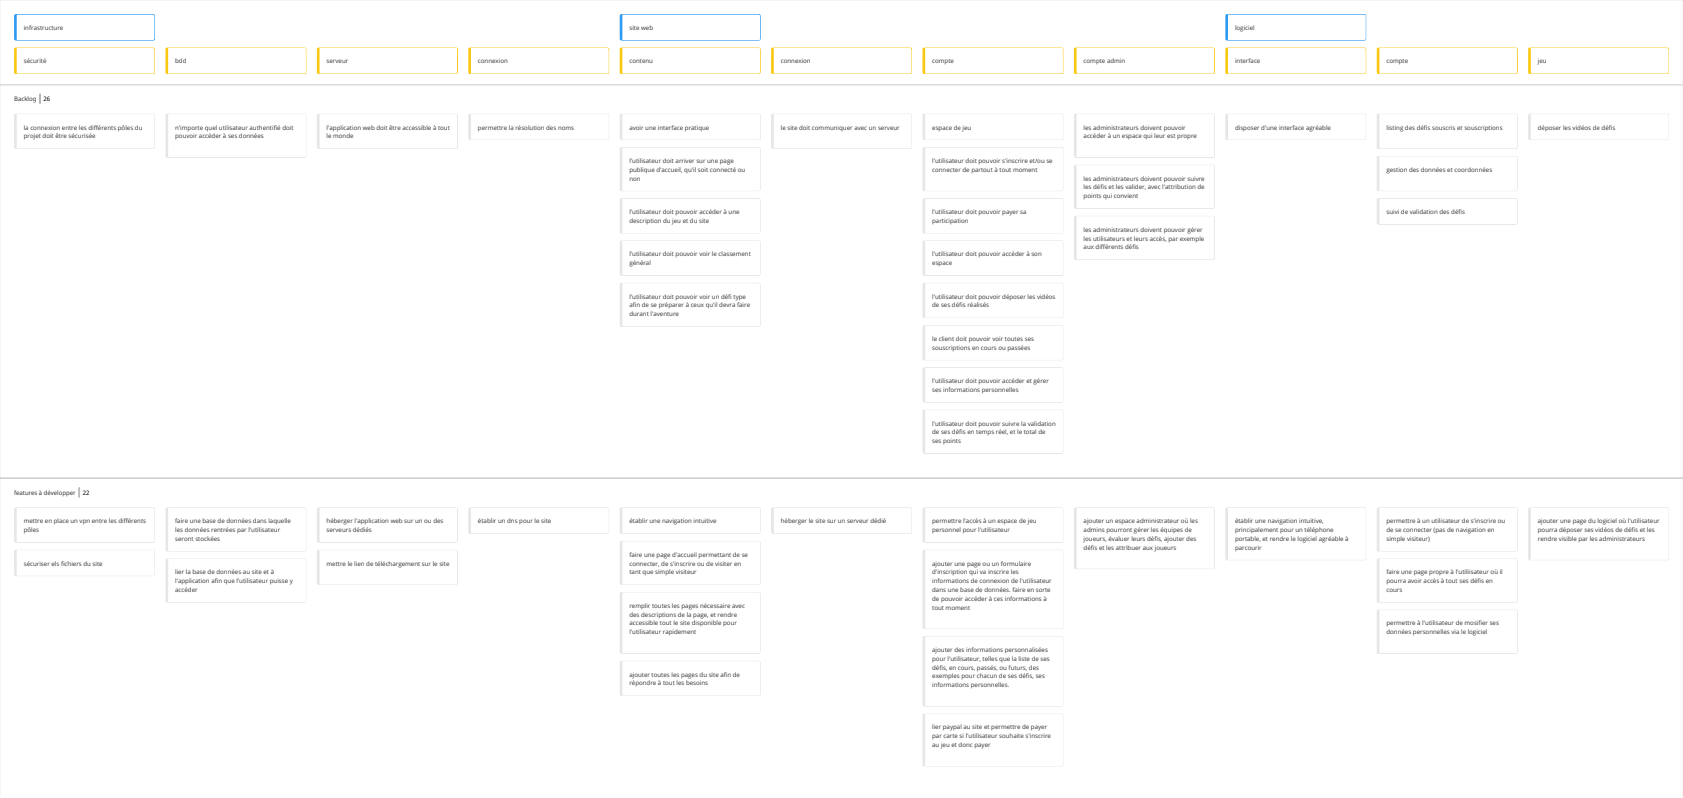 infrastructure
site web
logiciel
sécurité
bdd
serveur
connexion
contenu
connexion
compte
compte admin
interface
compte
jeu
Backlog | 26
la connexion entre les différents pôles du
projet doit être sécurisée
n'importe quel utilisateur authentifié doit
pouvoir accéder à ses données
l'application web doit être accessible à tout
le monde
permettre la résolution des noms
avoir une interface pratique
l'utilisateur doit arriver sur une page
publique d'accueil, qu'il soit connecté ou
non
l'utilisateur doit pouvoir accéder à une
description du jeu et du site
l'utilisateur doit pouvoir voir le classement
général
l'utilisateur doit pouvoir voir un défi type
afin de se préparer à ceux qu'il devra faire
durant l'aventure
le site doit communiquer avec un serveur
espace de jeu
l'utilisateur doit pouvoir s'inscrire et/ou se
connecter de partout à tout moment
l'utilisateur doit pouvoir payer sa
participation
l'utilisateur doit pouvoir accéder à son
espace
l'utilisateur doit pouvoir déposer les vidéos
de ses défis réalisés
le client doit pouvoir voir toutes ses
souscriptions en cours ou passées
l'utilisateur doit pouvoir accéder et gérer
ses informations personnelles
l'utilisateur doit pouvoir suivre la validation
de ses défis en temps réel, et le total de
ses points
les administrateurs doivent pouvoir
accéder à un espace qui leur est propre
les administrateurs doivent pouvoir suivre
les défis et les valider, avec l'attribution de
points qui convient
les administrateurs doivent pouvoir gérer
les utilisateurs et leurs accès, par exemple
aux différents défis
disposer d'une interface agréable
listing des défis souscris et souscriptions
gestion des données et coordonnées
suivi de validation des défis
déposer les vidéos de défis
features à développer | 22
mettre en place un vpn entre les différents
pôles
sécuriser els fichiers du site
faire une base de données dans laquelle
les données rentrées par l'utilisateur
seront stockées
lier la base de données au site et à
l'application afin que l'utilisateur puisse y
accéder
héberger l'application web sur un ou des
serveurs dédiés
mettre le lien de téléchargement sur le site
établir un dns pour le site
établir une navigation intuitive
faire une page d'accueil permettant de se
connecter, de s'inscrire ou de visiter en
tant que simple visiteur
remplir toutes les pages nécessaire avec
des descriptions de la page, et rendre
accessible tout le site disponible pour
l'utilisateur rapidement
ajouter toutes les pages du site afin de
répondre à tout les besoins
héberger le site sur un serveur dédié
permettre l'accès à un espace de jeu
personnel pour l'utilisateur
ajouter une page ou un formulaire
d'inscription qui va inscrire les
informations de connexion de l'utilisateur
dans une base de données. faire en sorte
de pouvoir accéder à ces informations à
tout moment
ajouter des informations personnalisées
pour l'utilisateur, telles que la liste de ses
défis, en cours, passés, ou futurs, des
exemples pour chacun de ses défis, ses
informations personnelles.
lier paypal au site et permettre de payer
par carte si l'utilisateur souhaite s'inscrire
au jeu et donc payer
ajouter un espace administrateur où les
admins pourront gérer les équipes de
joueurs, évaluer leurs défis, ajouter des
défis et les attribuer aux joueurs
établir une navigation intuitive,
principalement pour un téléphone
portable, et rendre le logiciel agréable à
parcourir
permettre à un utilisateur de s'inscrire ou
de se connecter (pas de navigation en
simple visiteur)
faire une page propre à l'utilisateur où il
pourra avoir accès à tout ses défis en
cours
permettre à l'utilisateur de mosifier ses
données personnelles via le logiciel
ajouter une page du logiciel où l'utilisateur
pourra déposer ses vidéos de défis et les
rendre visible par les administrateurs